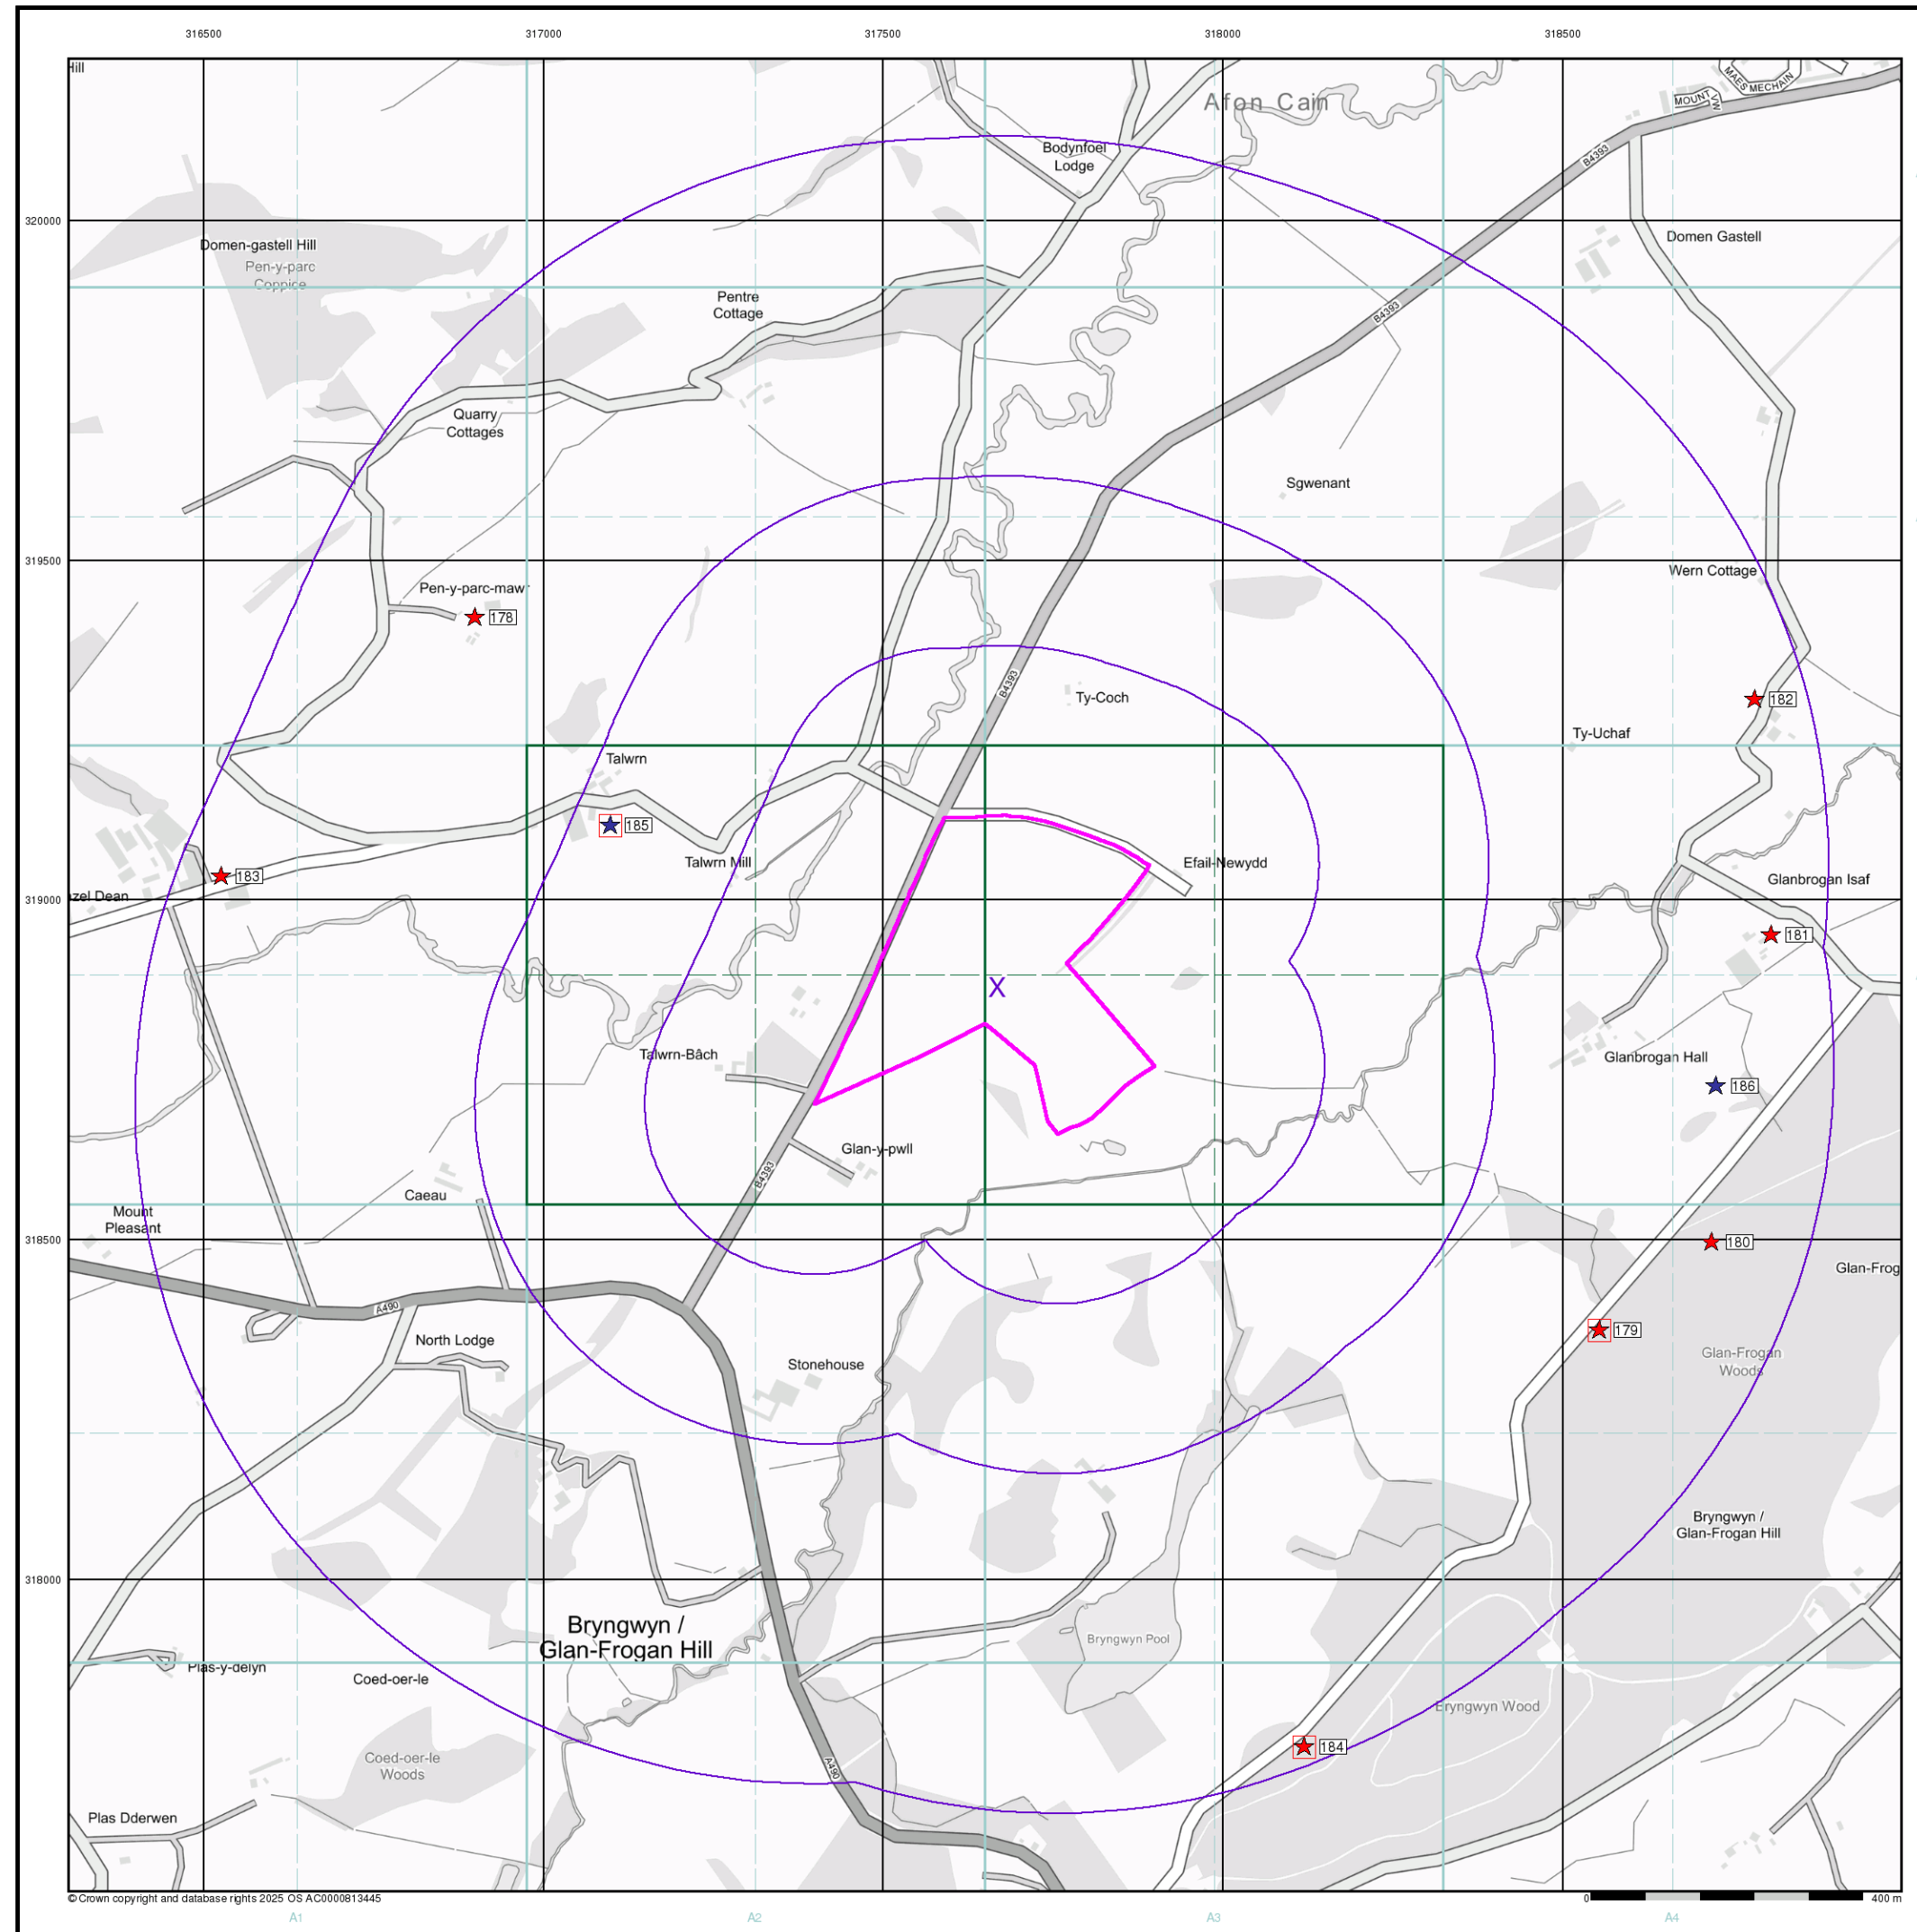 316500 317000 317500 318000 318500
Hill
MAES MECHAIN
MOUNT VW
Afon Cain
B4393
Bodynfoel
Lodge
320000
Domen Gastell
Domen-gastell Hill
Pen-y-parc
Coppice
Pentre
Cottage
B4393
Quarry
Cottages
Sgwenant
319500
Wern Cottage
Pen-y-parc-mawr
178
B4393
Ty-Coch
182
Ty-Uchaf
Talwrn
185
Talwrn Mill
Efail-Newydd
183
Glanbrogan Isaf
zel Dean
319000
181
X
Talwrn-Bâch
Glanbrogan Hall
186
Glan-y-pwll
B4393
Caeau
Mount
Pleasant
318500
180
Glan-Frog
A490
179
North Lodge
Stonehouse
Glan-Frogan
Woods
Bryngwyn /
Glan-Frogan Hill
318000
Bryngwyn /
Glan-Frogan Hill
Bryngwyn Pool
Plas-y-delyn
Coed-oer-le
Bryngwyn Wood
184
Coed-oer-le
Woods
A490
Plas Dderwen
© Crown copyright and database rights 2025 OS AC0000813445
0 400 m
A1 A2 A3 A4